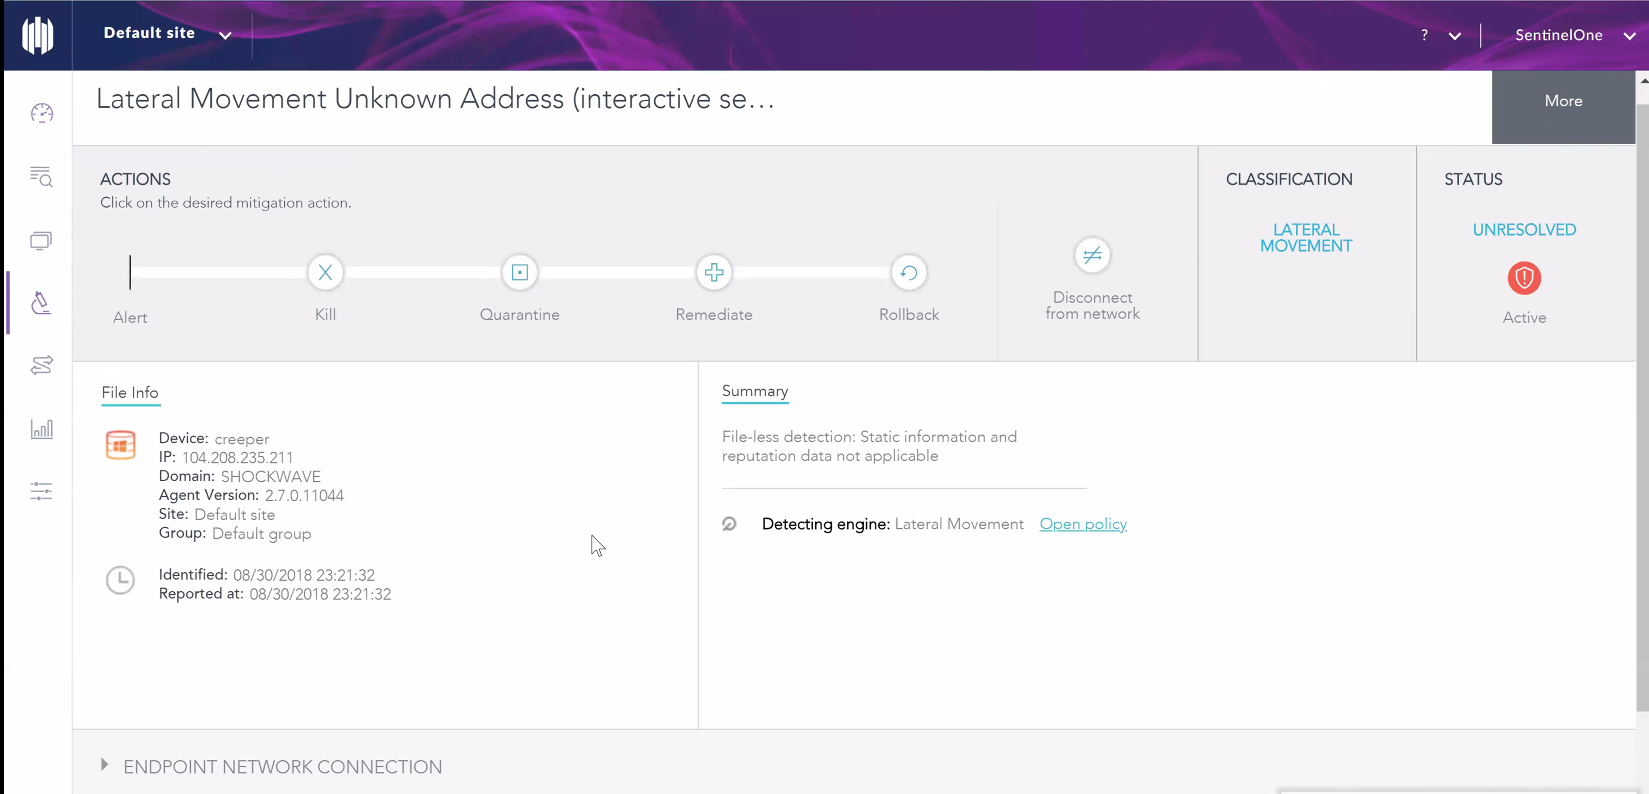 Default site
?
SentinelOne
Lateral Movement Unknown Address (interactive se...
More
ACTIONS
Click on the desired mitigation action.
Alert
Kill
Quarantine
Remediate
Rollback
Disconnect
from network
CLASSIFICATION
LATERAL
MOVEMENT
STATUS
UNRESOLVED
Active
File Info
Device: creeper
IP: 104.208.235.211
Domain: SHOCKWAVE
Agent Version: 2.7.0.11044
Site: Default site
Group: Default group
Identified: 08/30/2018 23:21:32
Reported at: 08/30/2018 23:21:32
Summary
File-less detection: Static information and
reputation data not applicable
Detecting engine: Lateral Movement Open policy
ENDPOINT NETWORK CONNECTION